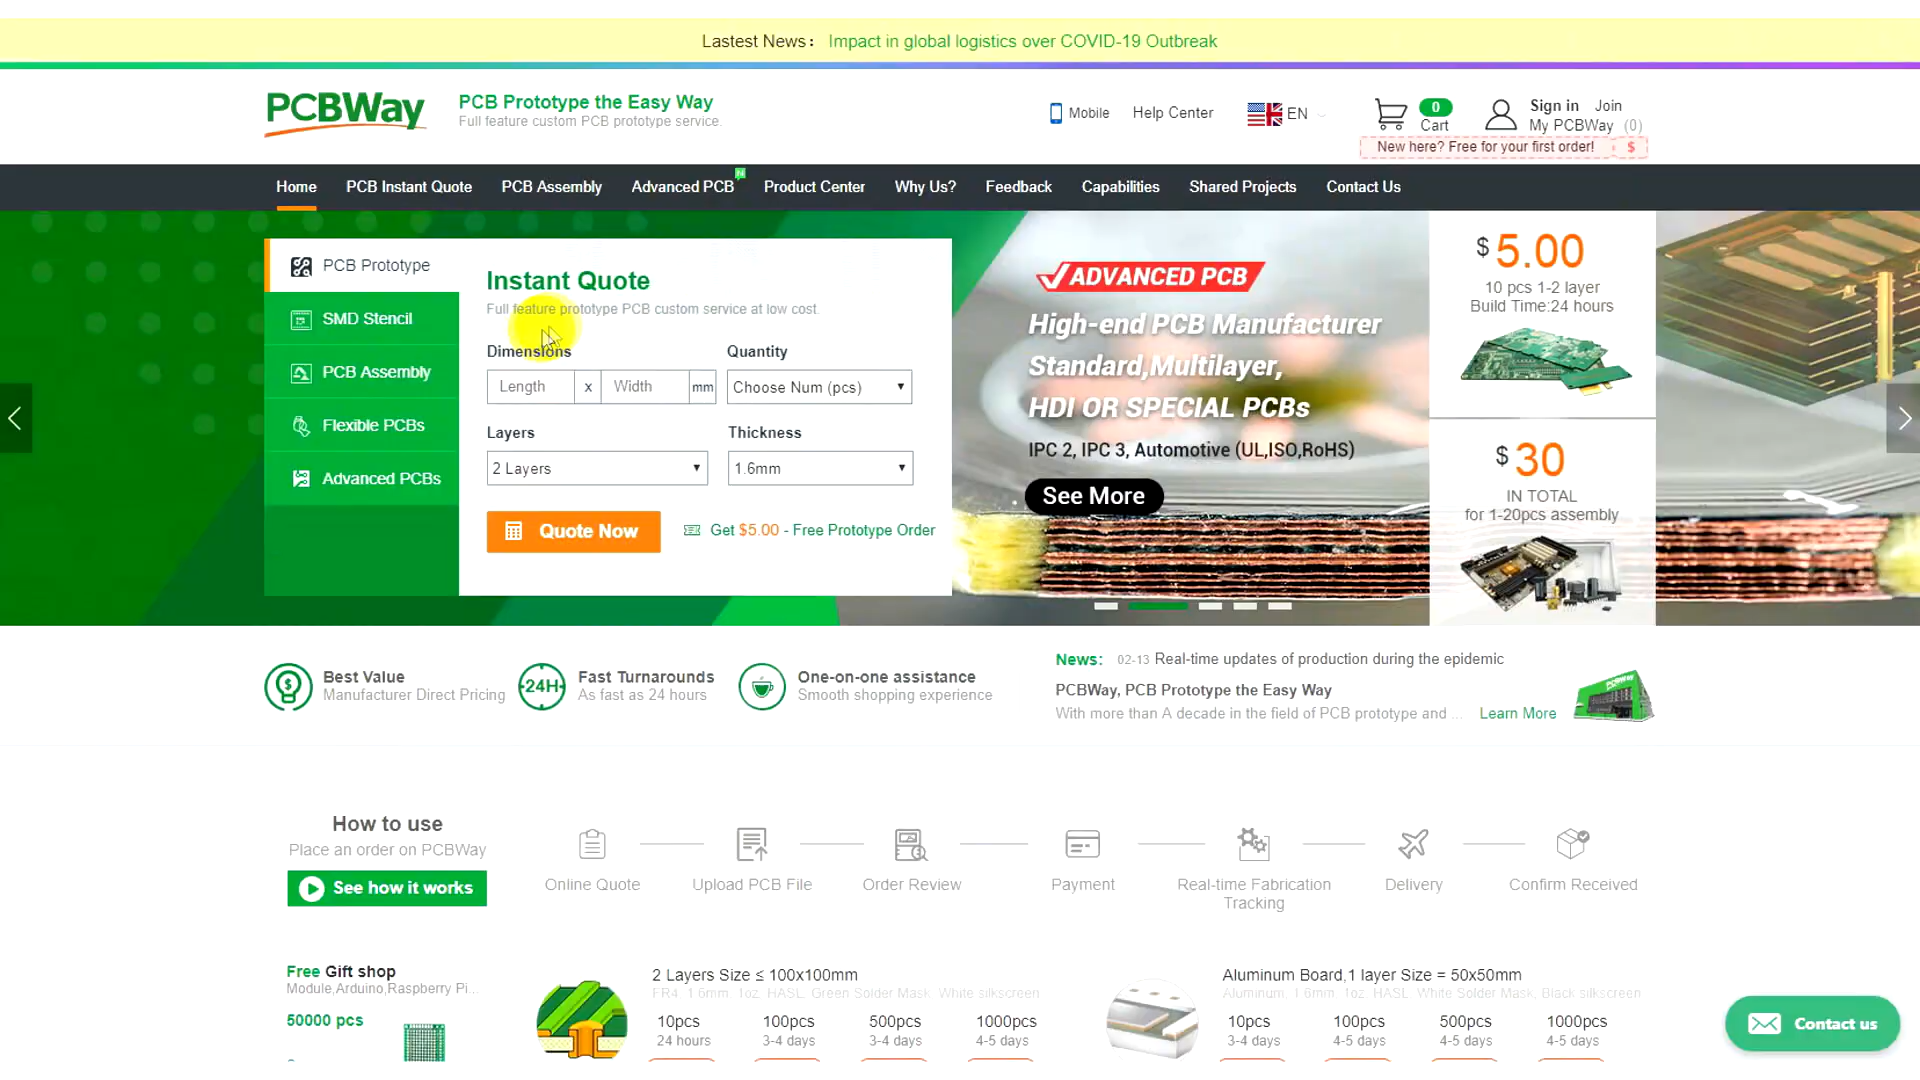 Lastest News： Impact in global logistics over COVID-19 Outbreak
PCBWay
PCB Prototype the Easy Way
Full feature custom PCB prototype service.
Mobile
Help Center
EN
0
Cart
Sign in Join
My PCBWay (0)
New here? Free for your first order! $
Home PCB Instant Quote PCB Assembly Advanced PCB N Product Center Why Us? Feedback Capabilities Shared Projects Contact Us
PCB Prototype
SMD Stencil
PCB Assembly
Flexible PCBs
Advanced PCBs
Instant Quote
Full feature prototype PCB custom service at low cost.
Dimensions Quantity
Length x Width mm Choose Num (pcs)
Layers Thickness
2 Layers 1.6mm
Quote Now Get $5.00 - Free Prototype Order
ADVANCED PCB
High-end PCB Manufacturer
Standard,Multilayer,
HDI OR SPECIAL PCBs
IPC 2, IPC 3, Automotive (UL,ISO,RoHS)
See More
$ 5.00
10 pcs 1-2 layer
Build Time:24 hours
$ 30
IN TOTAL
for 1-20pcs assembly
Best Value
Manufacturer Direct Pricing
24H
Fast Turnarounds
As fast as 24 hours
One-on-one assistance
Smooth shopping experience
News: 02-13 Real-time updates of production during the epidemic
PCBWay, PCB Prototype the Easy Way
With more than A decade in the field of PCB prototype and ... Learn More
PCBWay
How to use
Place an order on PCBWay
See how it works
Online Quote
Upload PCB File
Order Review
Payment
Real-time Fabrication
Tracking
Delivery
Confirm Received
Free Gift shop
Module,Arduino,Raspberry Pi...
50000 pcs
2 Layers Size ≤ 100x100mm
FR4, 1.6mm, 1oz, HASL, Green Solder Mask, White silkscreen
10pcs 100pcs 500pcs 1000pcs
24 hours 3-4 days 3-4 days 4-5 days
Aluminum Board,1 layer Size = 50x50mm
Aluminum, 1.6mm, 1oz, HASL, White Solder Mask, Black silkscreen
10pcs 100pcs 500pcs 1000pcs
3-4 days 4-5 days 4-5 days 4-5 days
Contact us